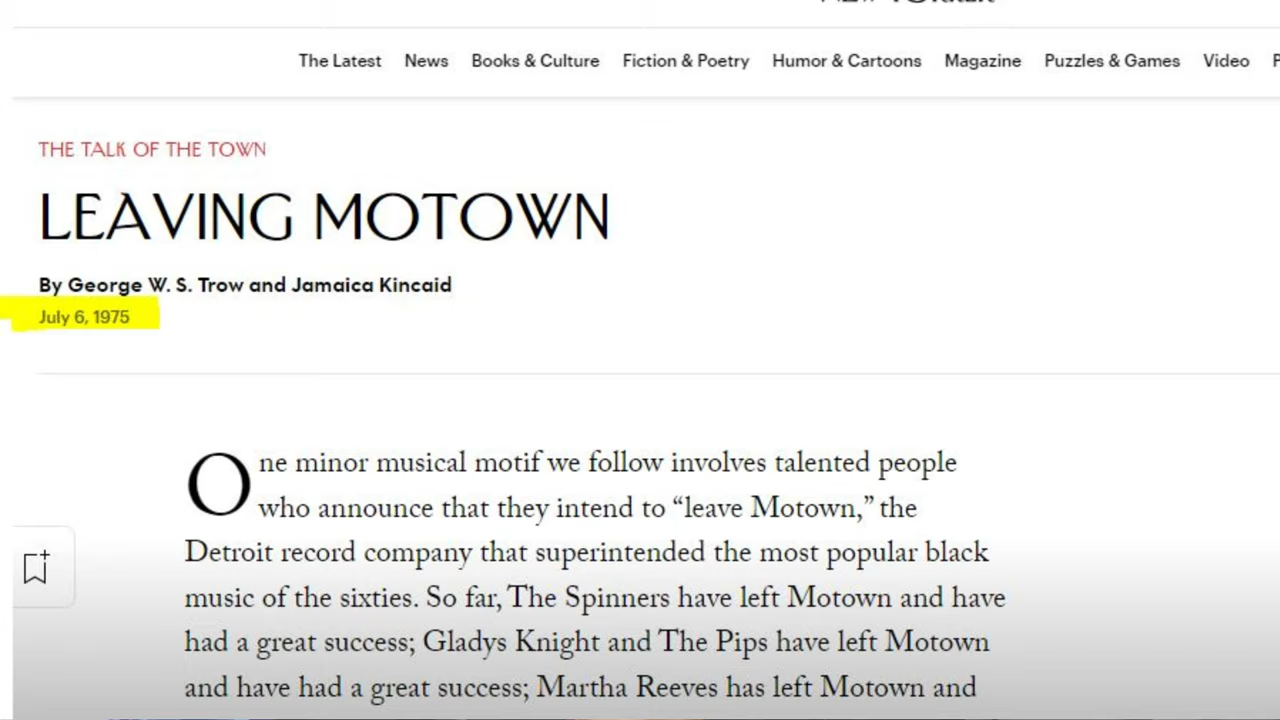 The Latest News Books & Culture Fiction & Poetry Humor & Cartoons Magazine Puzzles & Games Video
THE TALK OF THE TOWN
LEAVING MOTOWN
By George W. S. Trow and Jamaica Kincaid
July 6, 1975
One minor musical motif we follow involves talented people
who announce that they intend to “leave Motown,” the
Detroit record company that superintended the most popular black
music of the sixties. So far, The Spinners have left Motown and have
had a great success; Gladys Knight and The Pips have left Motown
and have had a great success; Martha Reeves has left Motown and